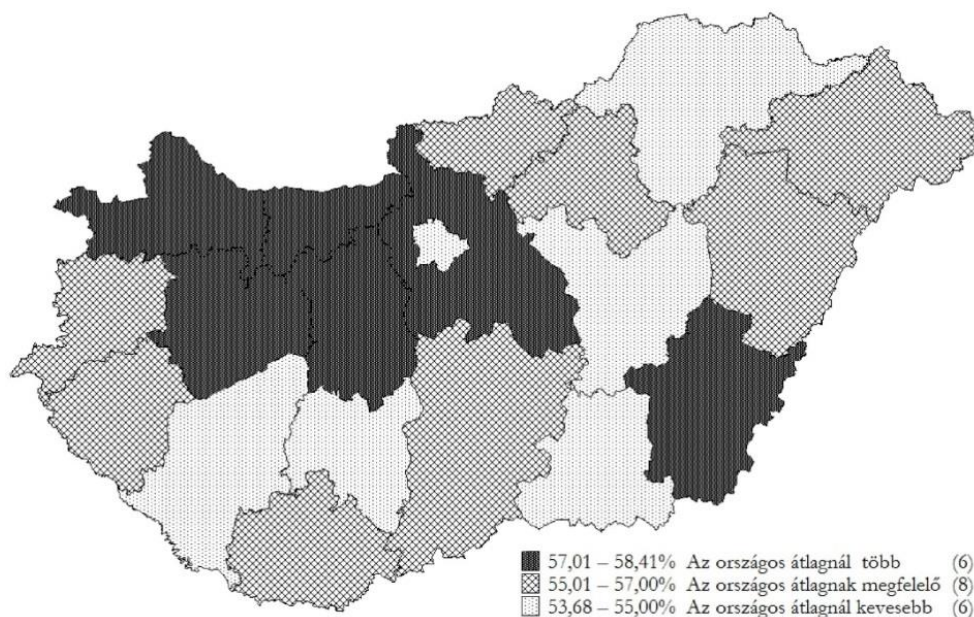 57,01 – 58,41% Az országos átlagnál több (6)
55,01 – 57,00% Az országos átlagnak megfelelő (8)
53,68 – 55,00% Az országos átlagnál kevesebb (6)